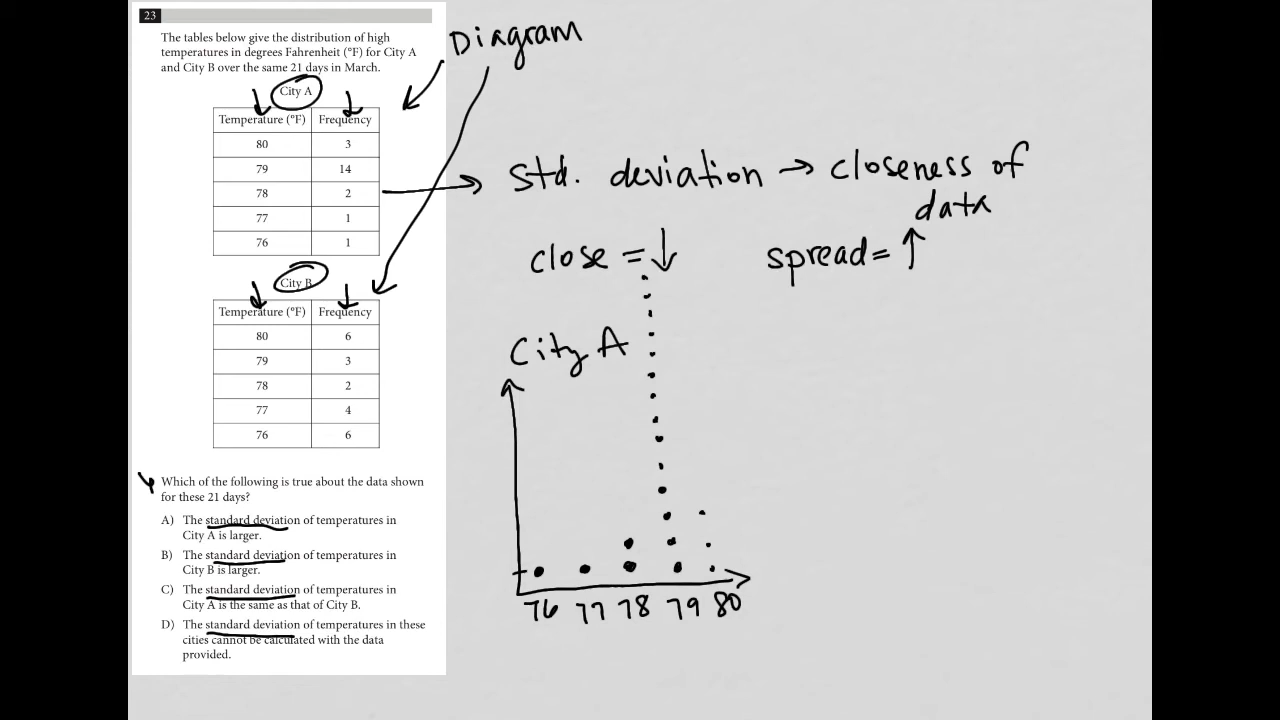 23
The tables below give the distribution of high
temperatures in degrees Fahrenheit (°F) for City A
and City B over the same 21 days in March.
City A
Temperature (°F) Frequency
80 3
79 14
78 2
77 1
76 1
City B
Temperature (°F) Frequency
80 6
79 3
78 2
77 4
76 6
Which of the following is true about the data shown
for these 21 days?
A) The standard deviation of temperatures in
City A is larger.
B) The standard deviation of temperatures in
City B is larger.
C) The standard deviation of temperatures in
City A is the same as that of City B.
D) The standard deviation of temperatures in these
cities cannot be calculated with the data
provided.
Diagram
Std. deviation → closeness of
data
close = ↓ spread = ↑
City A
76 77 78 79 80